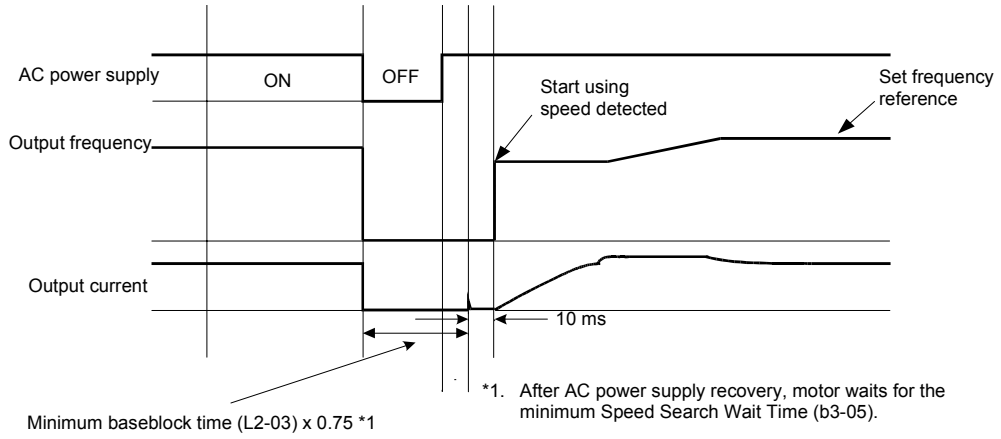 AC power supply
ON
OFF
Start using
speed detected
Set frequency
reference
Output frequency
Output current
10 ms
Minimum baseblock time (L2-03) x 0.75 *1
*1. After AC power supply recovery, motor waits for the
minimum Speed Search Wait Time (b3-05).